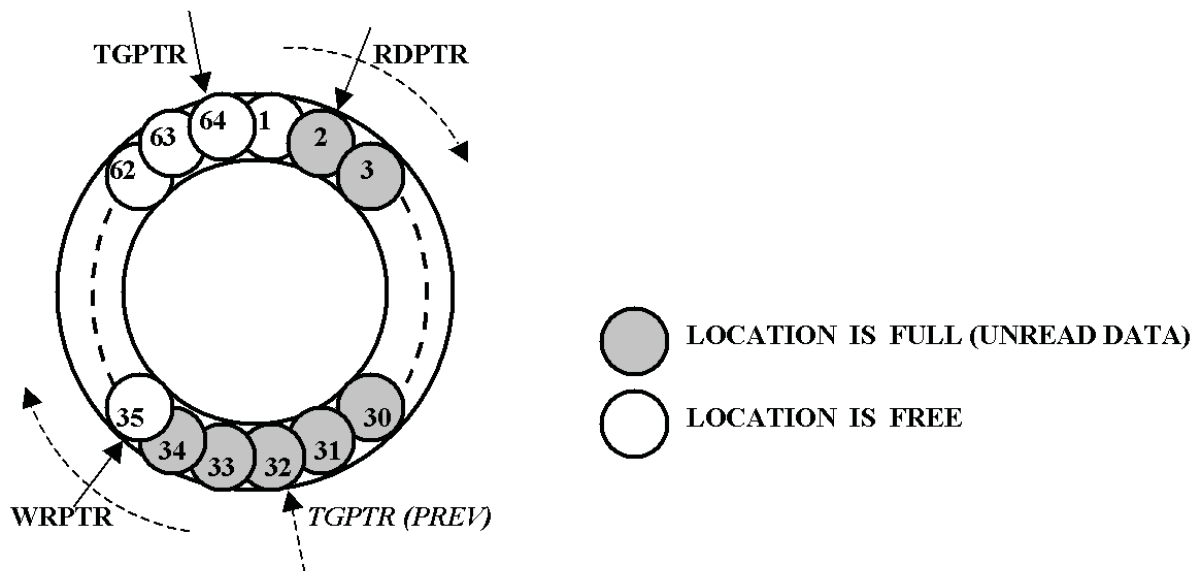 TGPTR
RDPTR
64
1
63
2
62
3
LOCATION IS FULL (UNREAD DATA)
LOCATION IS FREE
35
30
34
31
33
32
WRPTR
TGPTR (PREV)